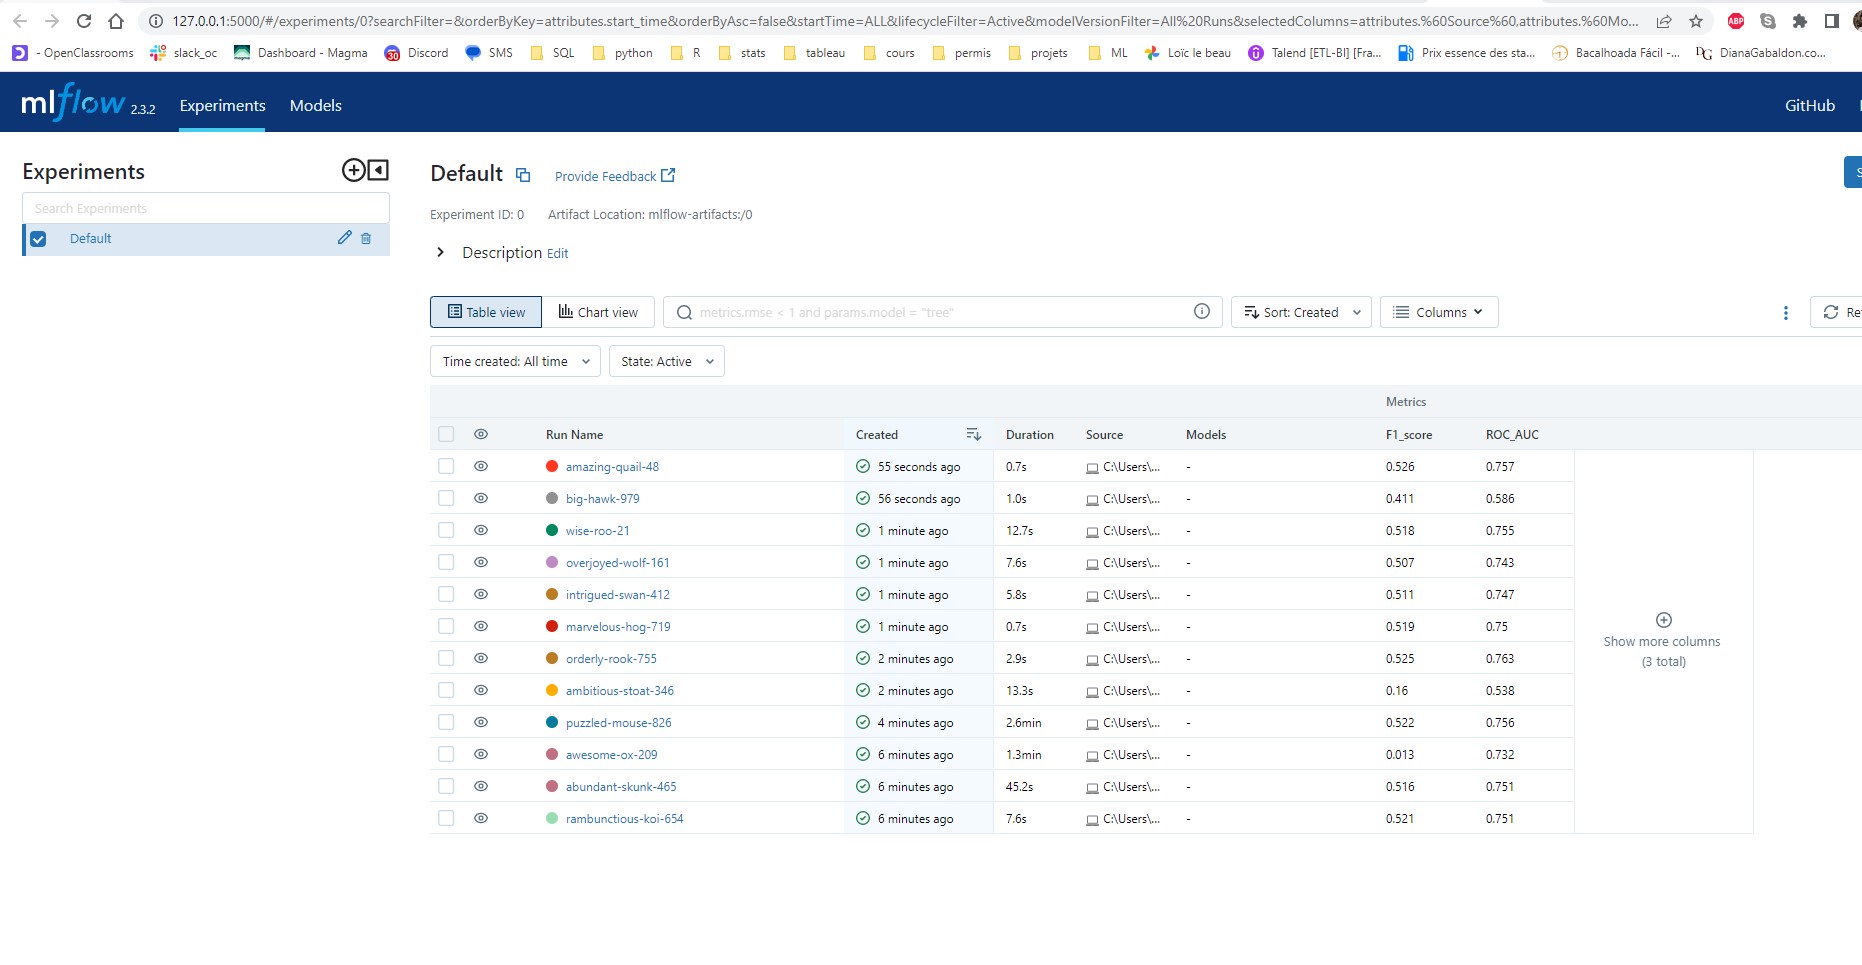 127.0.0.1:5000/#/experiments/0?searchFilter=&orderByKey=attributes.start_time&orderByAsc=false&startTime=ALL&lifecycleFilter=Active&modelVersionFilter=All%20Runs&selectedColumns=attributes.%60Source%60,attributes.%60Mo...
ABP
- OpenClassrooms slack_oc Dashboard - Magma 30 Discord SMS SQL python R stats tableau cours permis projets ML Loïc le beau Talend [ETL-BI] [Fra... Prix essence des sta... Bacalhoada Fácil -... DG DianaGabaldon.co...
mlflow 2.3.2 Experiments Models GitHub
Experiments
Search Experiments
Default
Default Provide Feedback
Experiment ID: 0 Artifact Location: mlflow-artifacts:/0
Description Edit
Table view Chart view metrics.rmse < 1 and params.model = "tree" Sort: Created Columns Re
Time created: All time State: Active
Metrics
Run Name Created Duration Source Models F1_score ROC_AUC
amazing-quail-48 55 seconds ago 0.7s C:\Users\... - 0.526 0.757
big-hawk-979 56 seconds ago 1.0s C:\Users\... - 0.411 0.586
wise-roo-21 1 minute ago 12.7s C:\Users\... - 0.518 0.755
overjoyed-wolf-161 1 minute ago 7.6s C:\Users\... - 0.507 0.743
intrigued-swan-412 1 minute ago 5.8s C:\Users\... - 0.511 0.747
marvelous-hog-719 1 minute ago 0.7s C:\Users\... - 0.519 0.75
orderly-rook-755 2 minutes ago 2.9s C:\Users\... - 0.525 0.763
ambitious-stoat-346 2 minutes ago 13.3s C:\Users\... - 0.16 0.538
puzzled-mouse-826 4 minutes ago 2.6min C:\Users\... - 0.522 0.756
awesome-ox-209 6 minutes ago 1.3min C:\Users\... - 0.013 0.732
abundant-skunk-465 6 minutes ago 45.2s C:\Users\... - 0.516 0.751
rambunctious-koi-654 6 minutes ago 7.6s C:\Users\... - 0.521 0.751
Show more columns
(3 total)